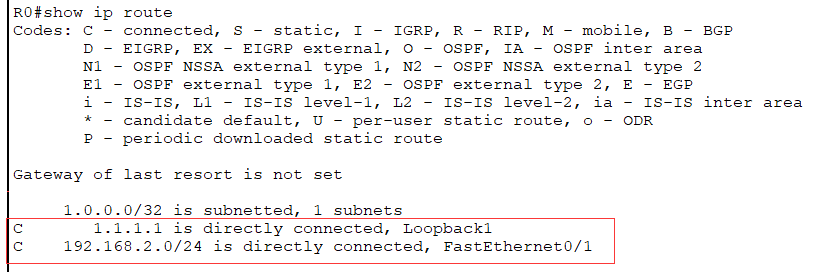 R0#show ip route
Codes: C - connected, S - static, I - IGRP, R - RIP, M - mobile, B - BGP
D - EIGRP, EX - EIGRP external, O - OSPF, IA - OSPF inter area
N1 - OSPF NSSA external type 1, N2 - OSPF NSSA external type 2
E1 - OSPF external type 1, E2 - OSPF external type 2, E - EGP
i - IS-IS, L1 - IS-IS level-1, L2 - IS-IS level-2, ia - IS-IS inter area
* - candidate default, U - per-user static route, o - ODR
P - periodic downloaded static route
Gateway of last resort is not set
1.0.0.0/32 is subnetted, 1 subnets
C 1.1.1.1 is directly connected, Loopback1
C 192.168.2.0/24 is directly connected, FastEthernet0/1